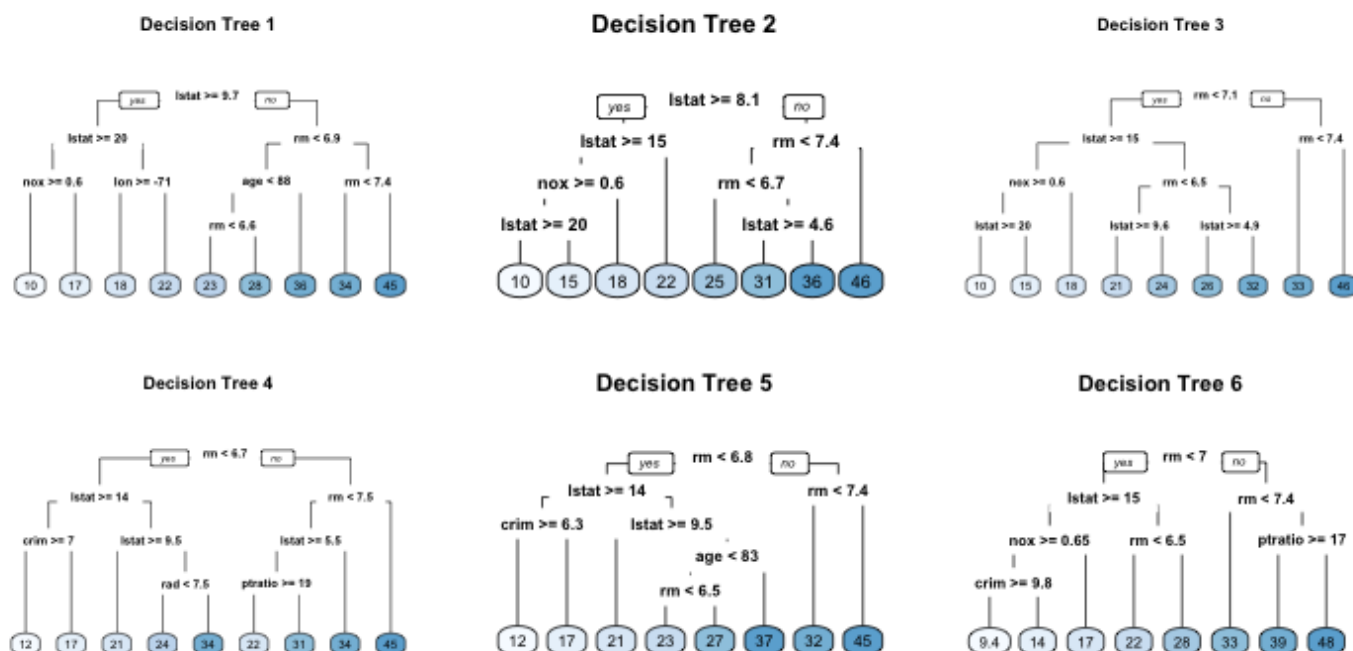 Decision Tree 1
yes lstat >= 9.7 no
lstat >= 20 rm < 6.9
nox >= 0.6 lon >= -71 age < 88 rm < 7.4
rm < 6.6
10 17 18 22 23 28 36 34 45
Decision Tree 2
yes lstat >= 8.1 no
lstat >= 15 rm < 7.4
nox >= 0.6 rm < 6.7
lstat >= 20 lstat >= 4.6
10 15 18 22 25 31 36 46
Decision Tree 3
yes rm < 7.1 no
lstat >= 15 rm < 7.4
nox >= 0.6 rm < 6.5
lstat >= 20 lstat >= 9.6 lstat >= 4.9
10 15 18 21 24 26 32 33 46
Decision Tree 4
yes rm < 6.7 no
lstat >= 14 rm < 7.5
crim >= 7 lstat >= 9.5 lstat >= 5.5
rad < 7.5 ptratio >= 19
12 17 21 24 34 22 31 34 45
Decision Tree 5
yes rm < 6.8 no
lstat >= 14 rm < 7.4
crim >= 6.3 lstat >= 9.5
age < 83
rm < 6.5
12 17 21 23 27 37 32 45
Decision Tree 6
yes rm < 7 no
lstat >= 15 rm < 7.4
nox >= 0.65 rm < 6.5 ptratio >= 17
crim >= 9.8
9.4 14 17 22 28 33 39 48